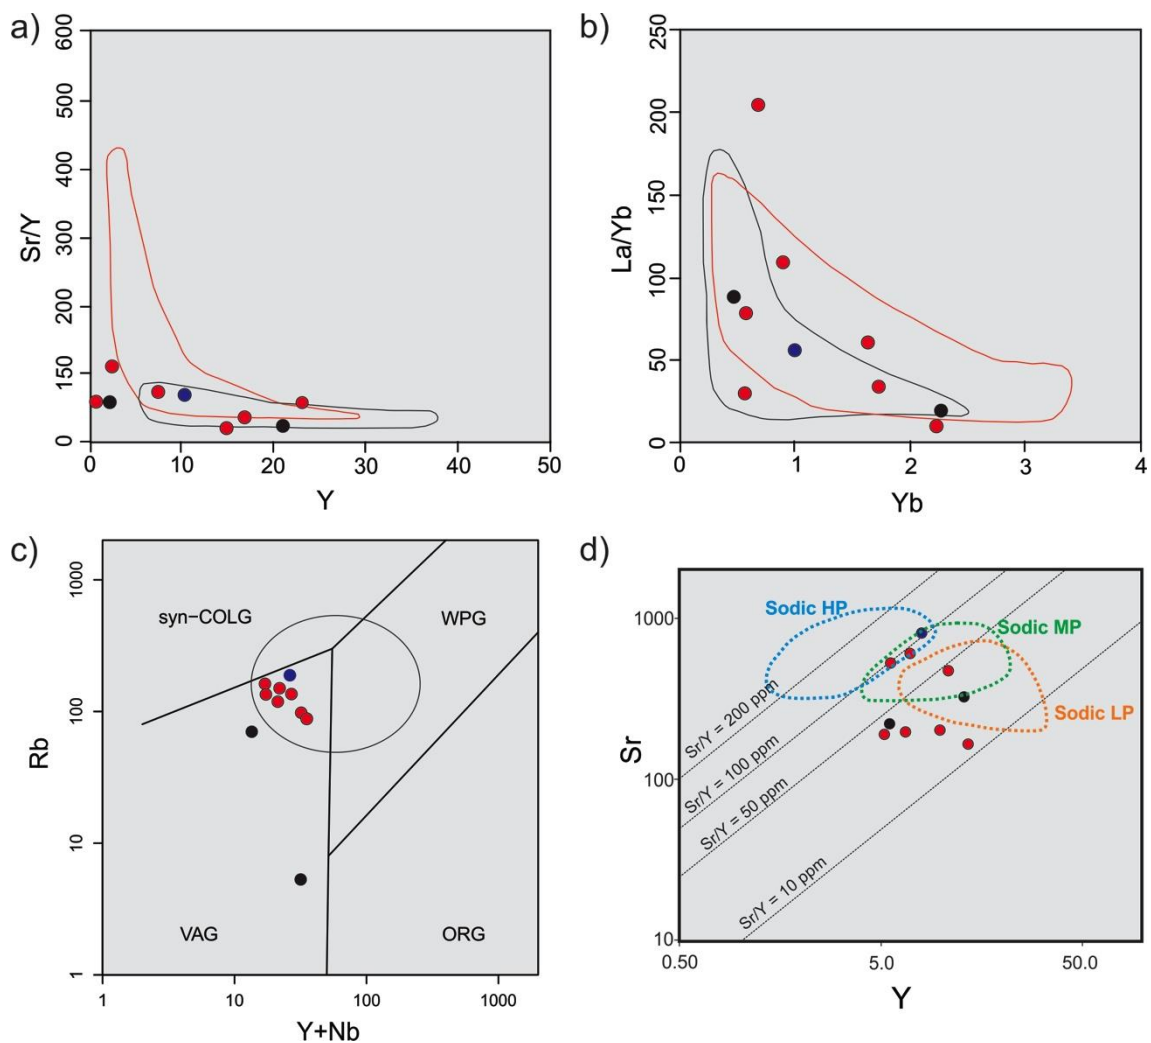 a)
600
500
400
300
200
150
0
Sr/Y
0 10 20 30 40 50
Y
b)
250
200
150
100
50
0
La/Yb
0 1 2 3 4
Yb
c)
1000
100
10
1
Rb
syn-COLG
WPG
VAG
ORG
1 10 100 1000
Y+Nb
d)
1000
100
10
Sr
Sodic HP
Sodic MP
Sodic LP
Sr/Y = 200 ppm
Sr/Y = 100 ppm
Sr/Y = 50 ppm
Sr/Y = 10 ppm
0.50 5.0 50.0
Y